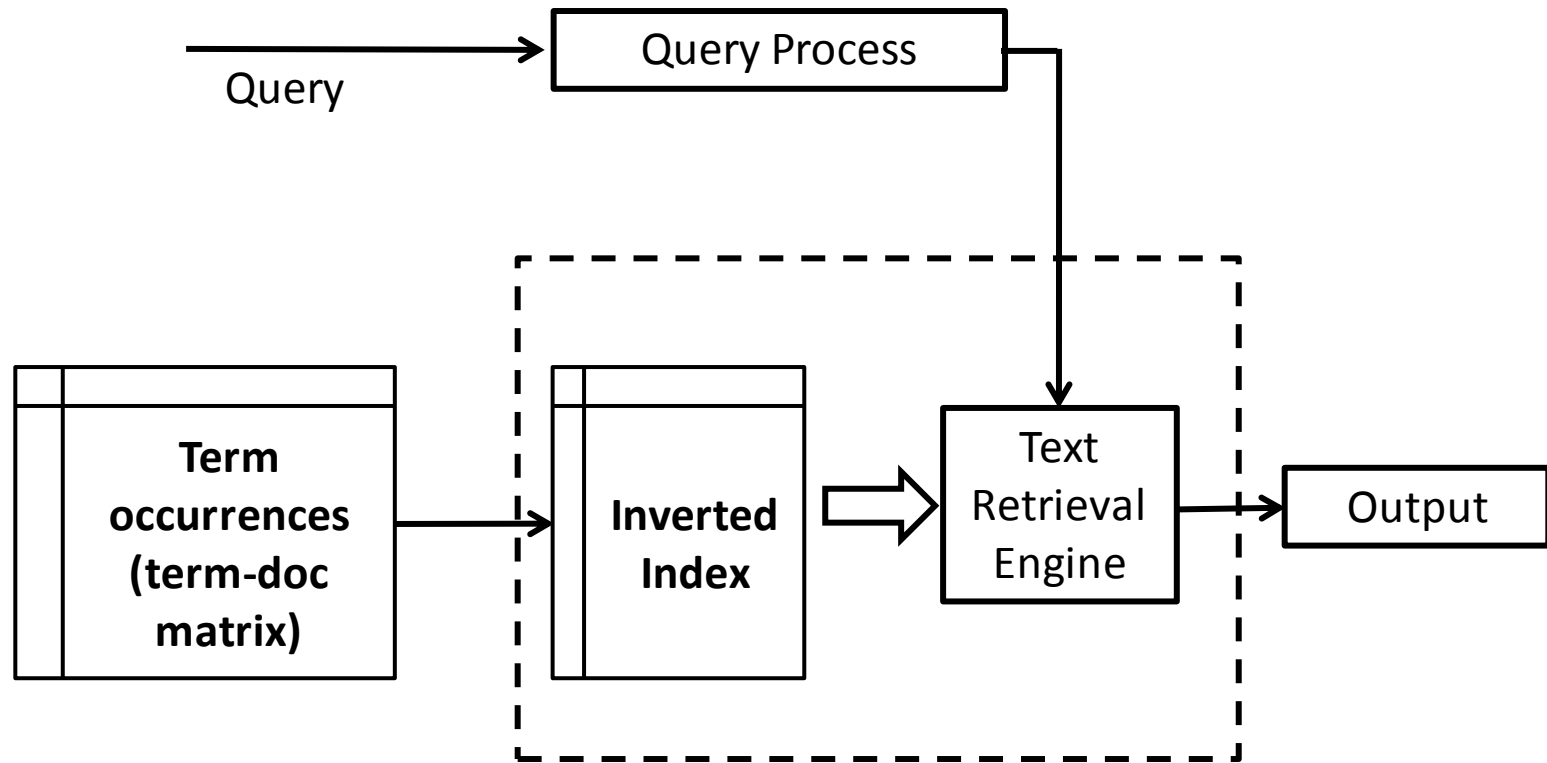 Query Process
Query
Term
occurrences
(term-doc
matrix)
Inverted
Index
Text
Retrieval
Engine
Output